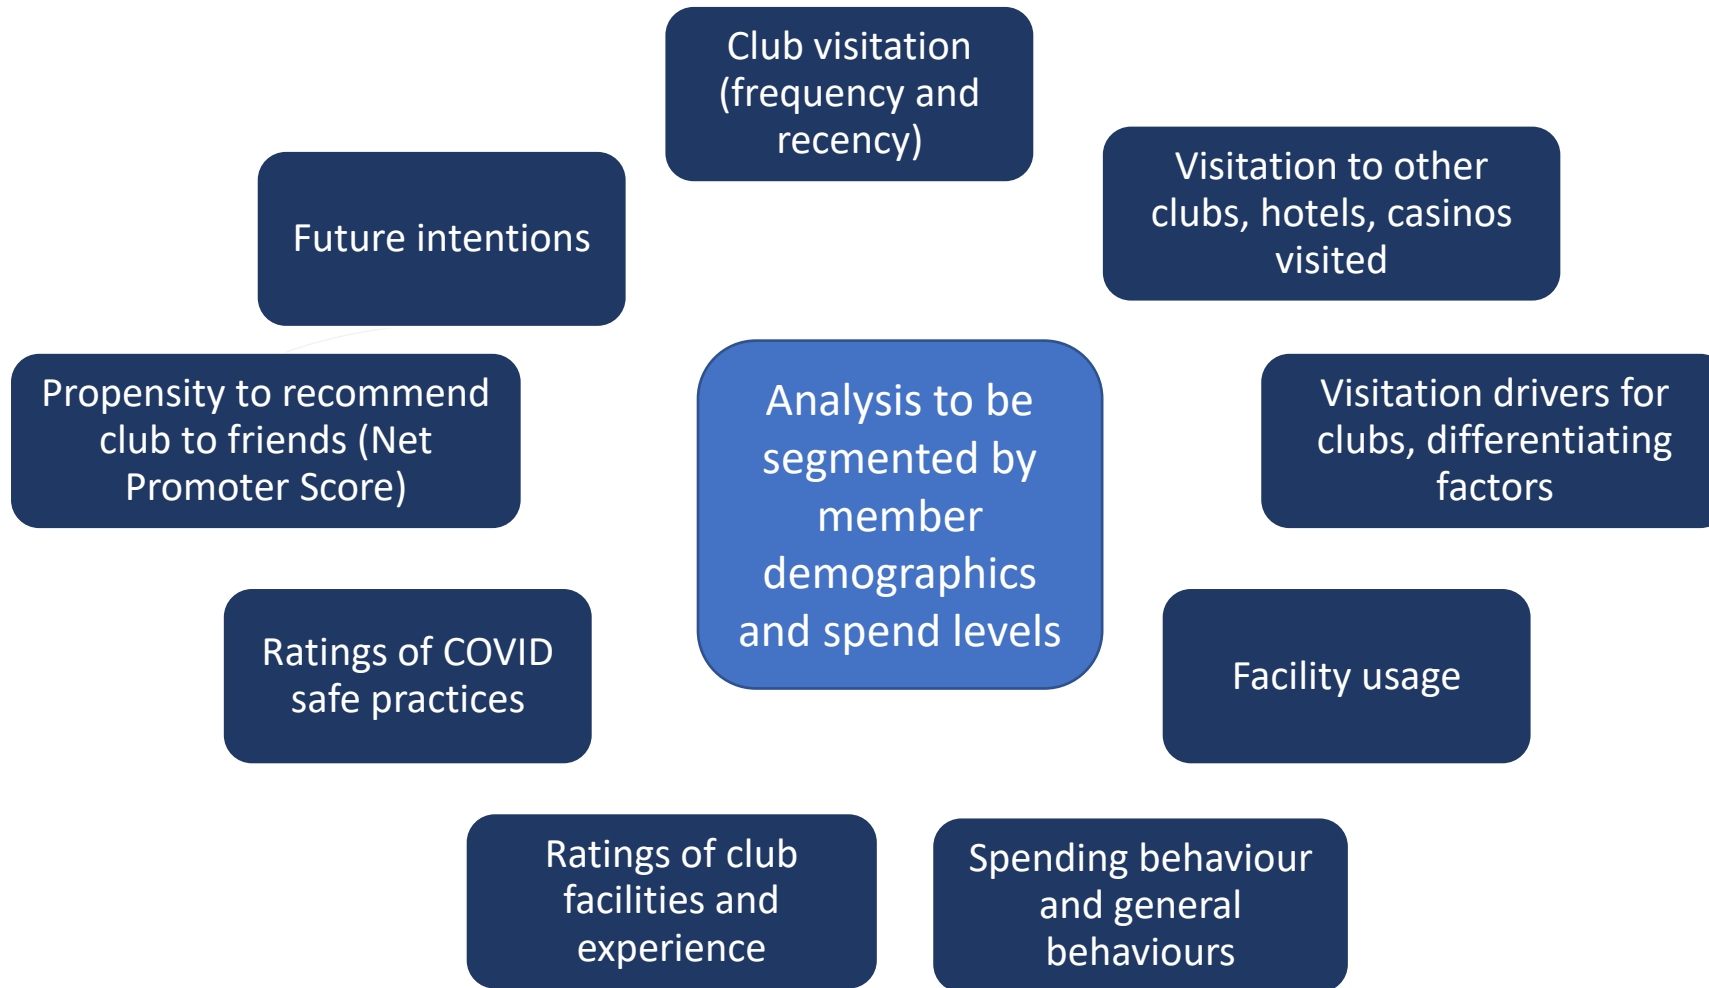 Club visitation
(frequency and
recency)
Visitation to other
clubs, hotels, casinos
visited
Visitation drivers for
clubs, differentiating
factors
Facility usage
Spending behaviour
and general
behaviours
Ratings of club
facilities and
experience
Ratings of COVID
safe practices
Propensity to recommend
club to friends (Net
Promoter Score)
Future intentions
Analysis to be
segmented by
member
demographics
and spend levels